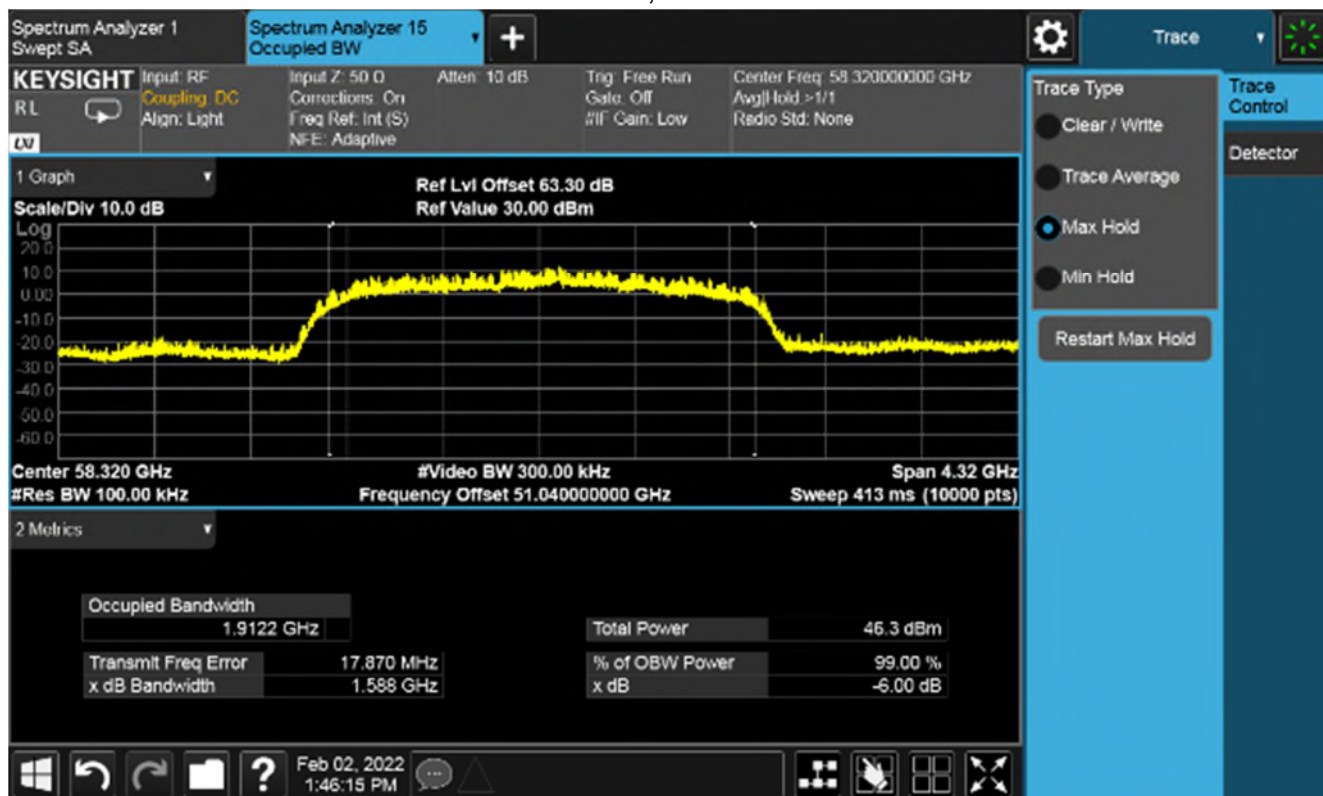 Spectrum Analyzer 1
Swept SA
Spectrum Analyzer 15
Occupied BW
+
Trace
KEYSIGHT
RL
LXI
Input: RF
Coupling: DC
Align: Light
Input Z: 50 Ω
Corrections: On
Freq Ref: Int (S)
NFE: Adaptive
Atten: 10 dB
Trig: Free Run
Gate: Off
#IF Gain: Low
Center Freq: 58.320000000 GHz
Avg|Hold:>1/1
Radio Std: None
Trace Type
Clear / Write
Trace Average
Max Hold
Min Hold
Restart Max Hold
Trace
Control
Detector
1 Graph
Scale/Div 10.0 dB
Ref Lvl Offset 63.30 dB
Ref Value 30.00 dBm
Log
20.0
10.0
0.00
-10.0
-20.0
-30.0
-40.0
-50.0
-60.0
Center 58.320 GHz
#Video BW 300.00 kHz
Span 4.32 GHz
#Res BW 100.00 kHz
Frequency Offset 51.040000000 GHz
Sweep 413 ms (10000 pts)
2 Metrics
Occupied Bandwidth
1.9122 GHz
Total Power 46.3 dBm
Transmit Freq Error 17.870 MHz
% of OBW Power 99.00 %
x dB Bandwidth 1.588 GHz
x dB -6.00 dB
?
Feb 02, 2022
1:46:15 PM